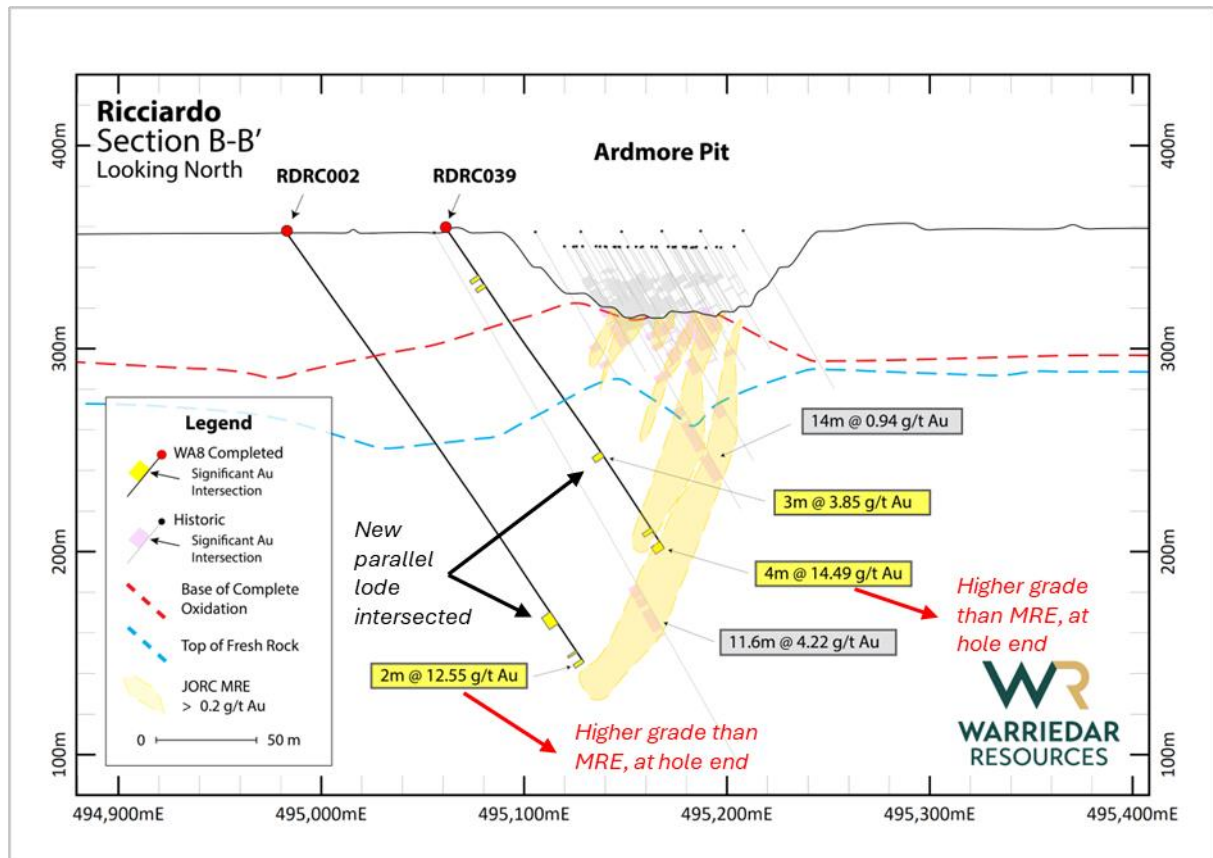 Ricciardo
Section B-B'
Looking North
400m
300m
200m
100m
RDRC002
RDRC039
Ardmore Pit
400m
300m
200m
100m
Legend
WA8 Completed
Significant Au
Intersection
Historic
Significant Au
Intersection
Base of Complete
Oxidation
Top of Fresh Rock
JORC MRE
> 0.2 g/t Au
0
50 m
New
parallel
lode
intersected
14m @ 0.94 g/t Au
3m @ 3.85 g/t Au
4m @ 14.49 g/t Au
11.6m @ 4.22 g/t Au
2m @ 12.55 g/t Au
Higher grade
than MRE, at
hole end
Higher grade than
MRE, at hole end
WR
WARRIEDAR
RESOURCES
494,900mE
495,000mE
495,100mE
495,200mE
495,300mE
495,400mE